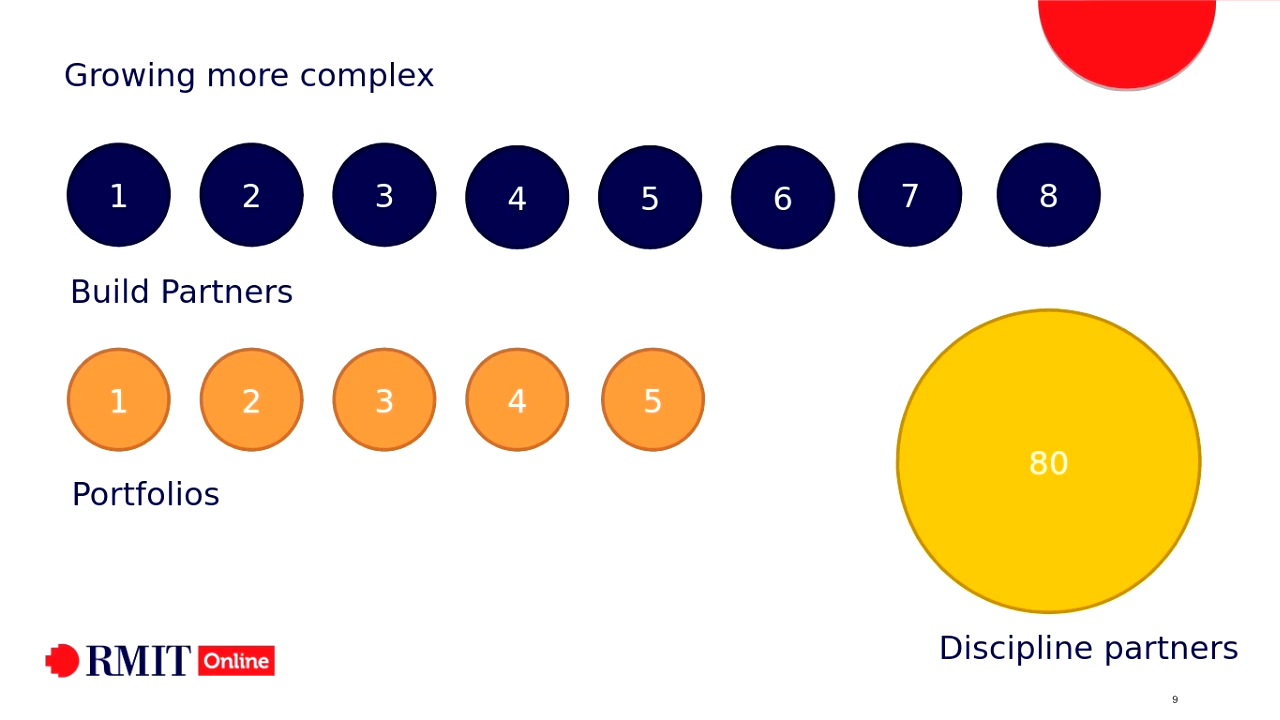 Growing more complex
1 2 3 4 5 6 7 8
Build Partners
1 2 3 4 5
Portfolios
80
Discipline partners
RMIT Online
9